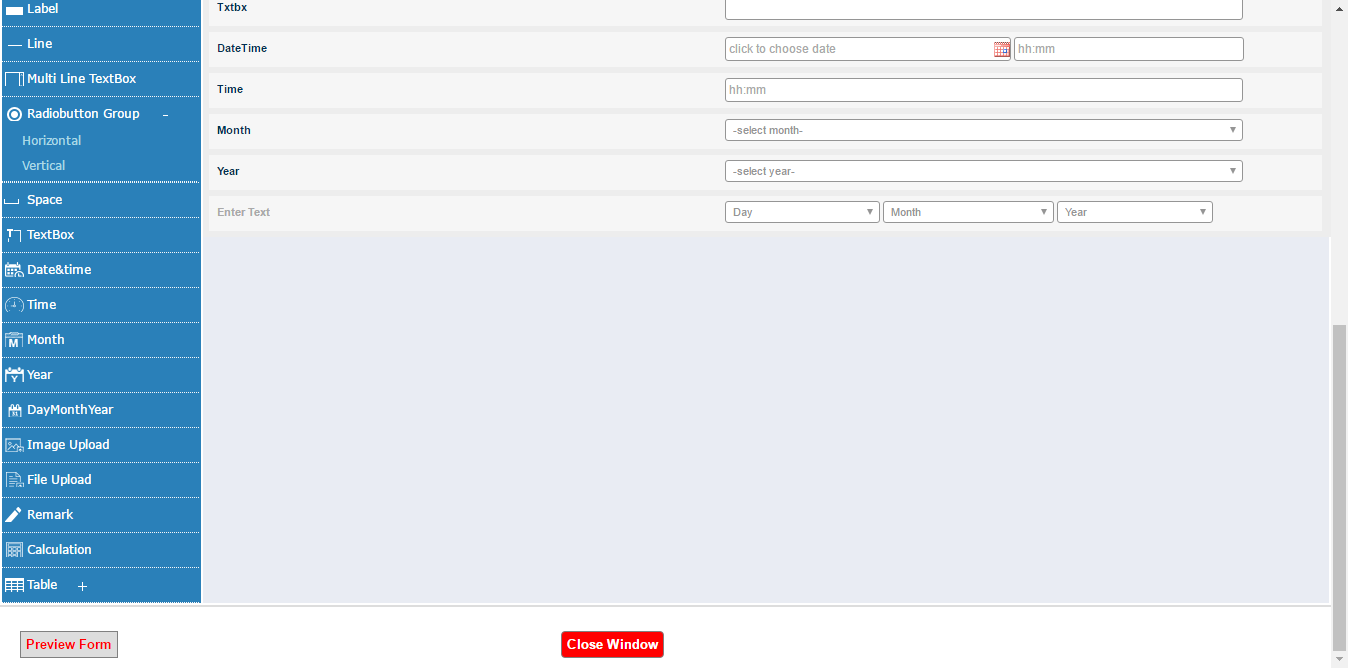 Label
Line
Multi Line TextBox
Radiobutton Group -
Horizontal
Vertical
Space
TextBox
Date&time
Time
Month
Year
DayMonthYear
Image Upload
File Upload
Remark
Calculation
Table +
Txtbx
DateTime click to choose date hh:mm
Time hh:mm
Month -select month-
Year -select year-
Enter Text Day Month Year
Preview Form Close Window